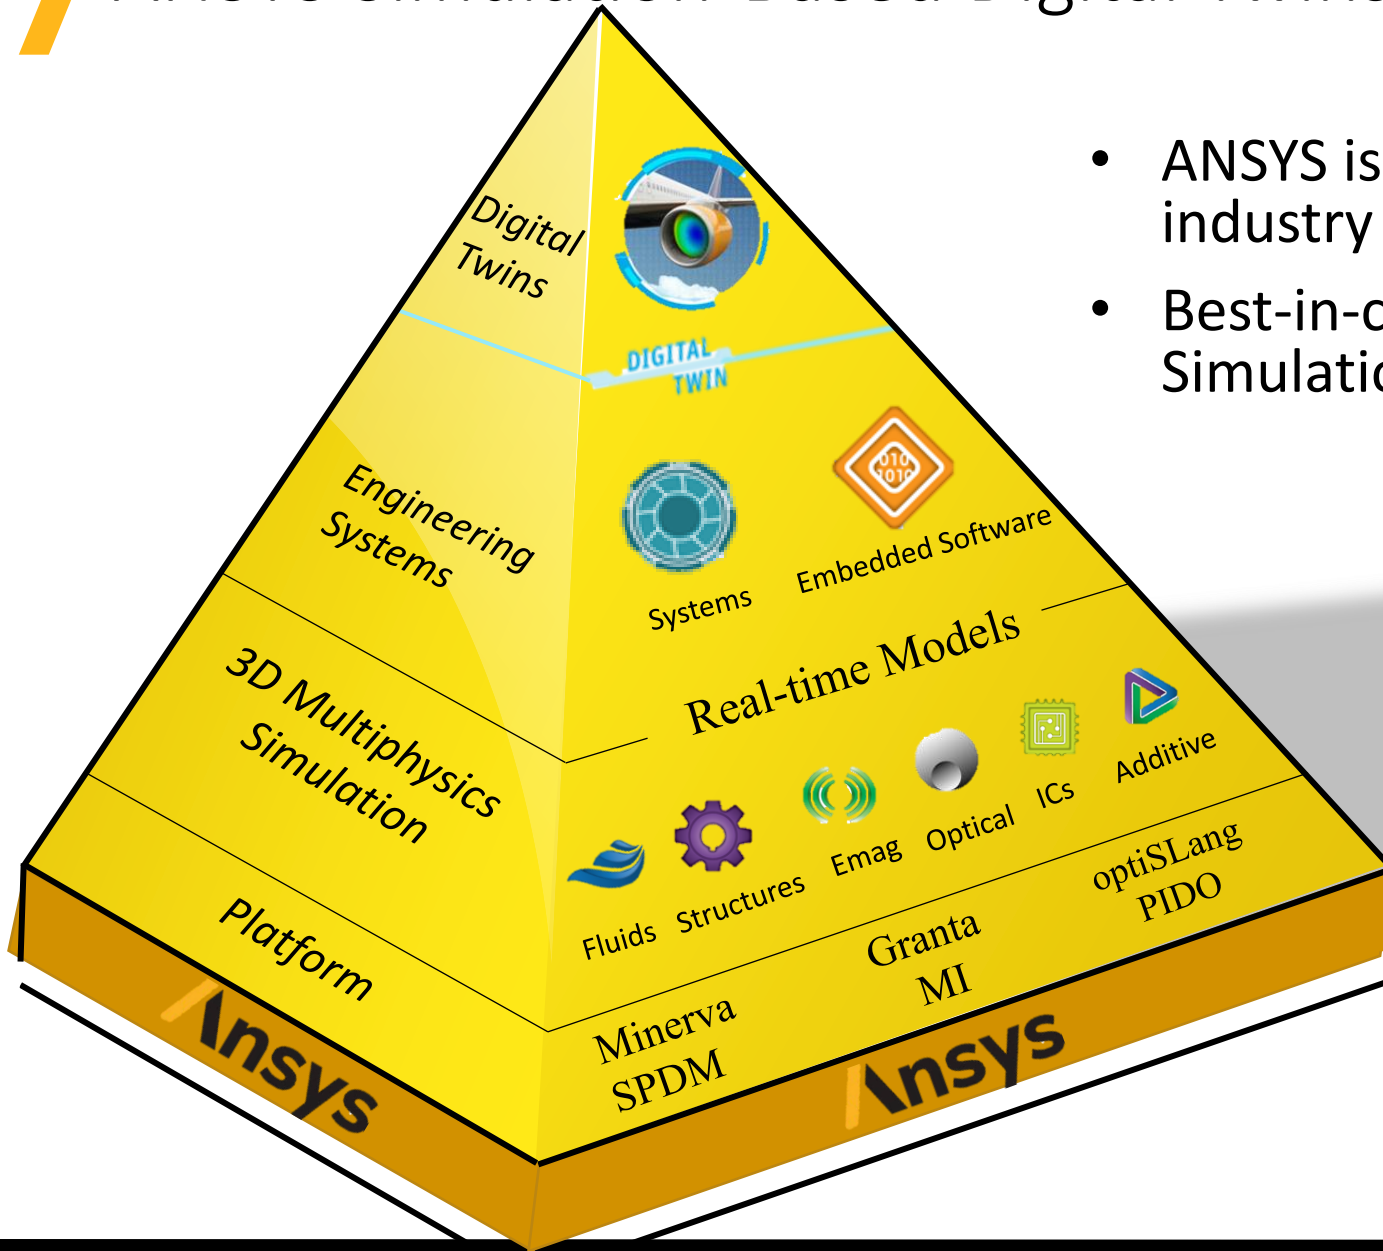 Digital
Twins
DIGITAL
TWIN
ANSYS is
industry
Best-in-c
Simulatio
Engineering
Systems
Systems
Embedded Software
Real-time Models
3D Multiphysics
Simulation
Fluids
Structures
Emag
Optical
ICs
Additive
Platform
Minerva
SPDM
Granta
MI
optiSLang
PIDO
Ansys
Ansys